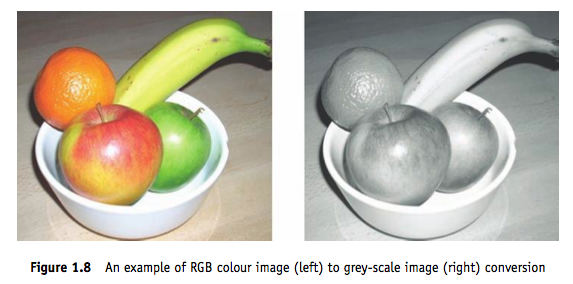 Figure 1.8 An example of RGB colour image (left) to grey-scale image (right) conversion